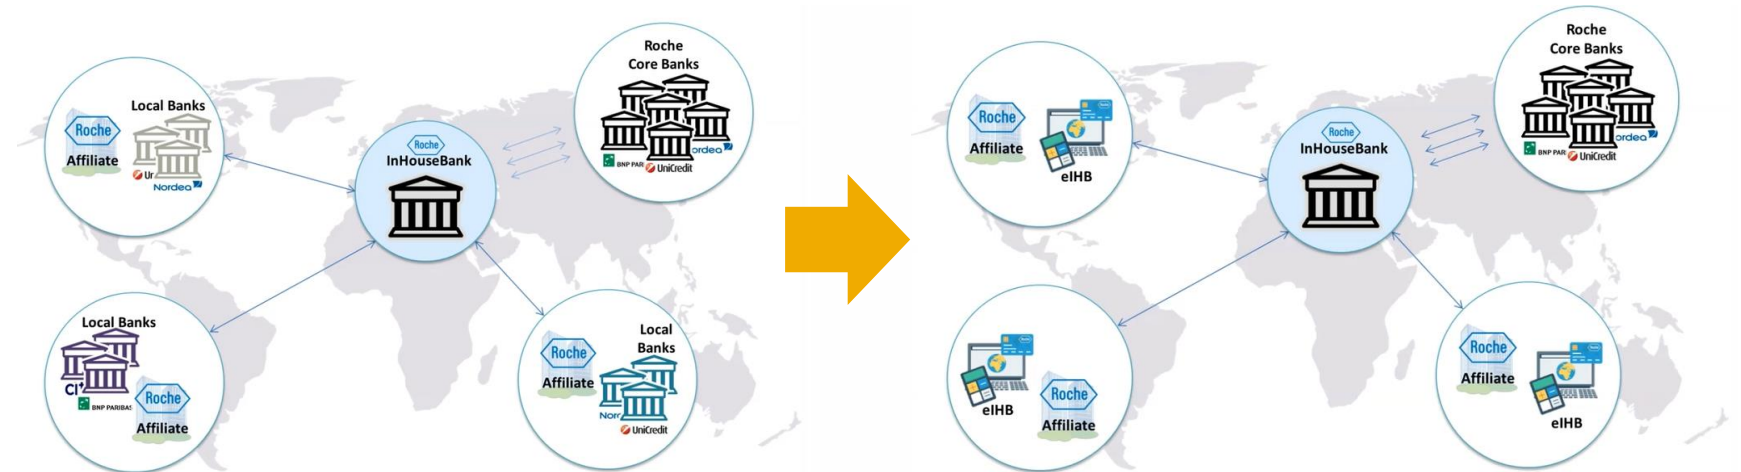 Roche
Core Banks
BNP PAR
UniCredit
Local Banks
Roche
Affiliate
Nordea
Roche
InHouseBank
Local Banks
BNP PARIBAS
Roche
Affiliate
Local
Banks
Roche
Affiliate
UniCredit
Roche
Core Banks
BNP PAR
UniCredit
Roche
Affiliate
eIHB
Roche
InHouseBank
eIHB
Roche
Affiliate
Roche
Affiliate
eIHB